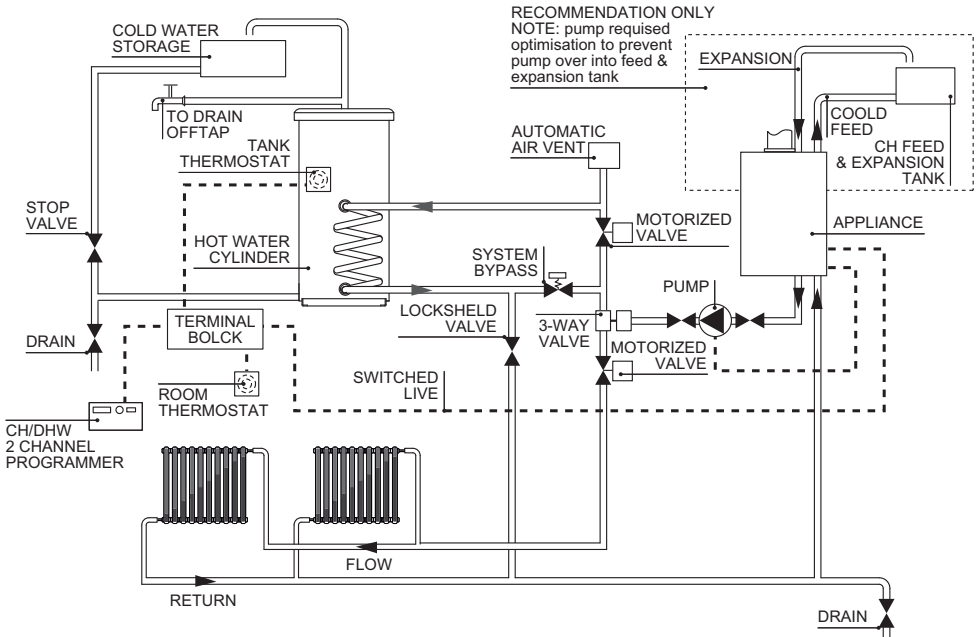 RECOMMENDATION ONLY
NOTE: pump requised
optimisation to prevent
pump over into feed &
expansion tank
COLD WATER
STORAGE
EXPANSION
TO DRAIN
OFFTAP
COOLD
FEED
AUTOMATIC
AIR VENT
TANK
THERMOSTAT
CH FEED
& EXPANSION
TANK
STOP
VALVE
MOTORIZED
VALVE
APPLIANCE
HOT WATER
CYLINDER
SYSTEM
BYPASS
PUMP
LOCKSHELD
VALVE
TERMINAL
BOLCK
3-WAY
VALVE
DRAIN
MOTORIZED
VALVE
SWITCHED
LIVE
ROOM
THERMOSTAT
CH/DHW
2 CHANNEL
PROGRAMMER
FLOW
RETURN
DRAIN